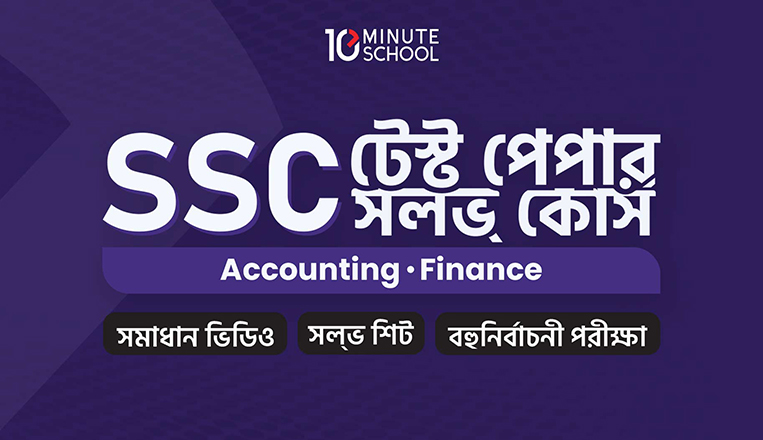 10 MINUTE SCHOOL
SSC টেস্ট পেপার
সলভ্ কোর্স
Accounting · Finance
সমাধান ভিডিও
সল্ভ শিট
বহুনির্বাচনী পরীক্ষা